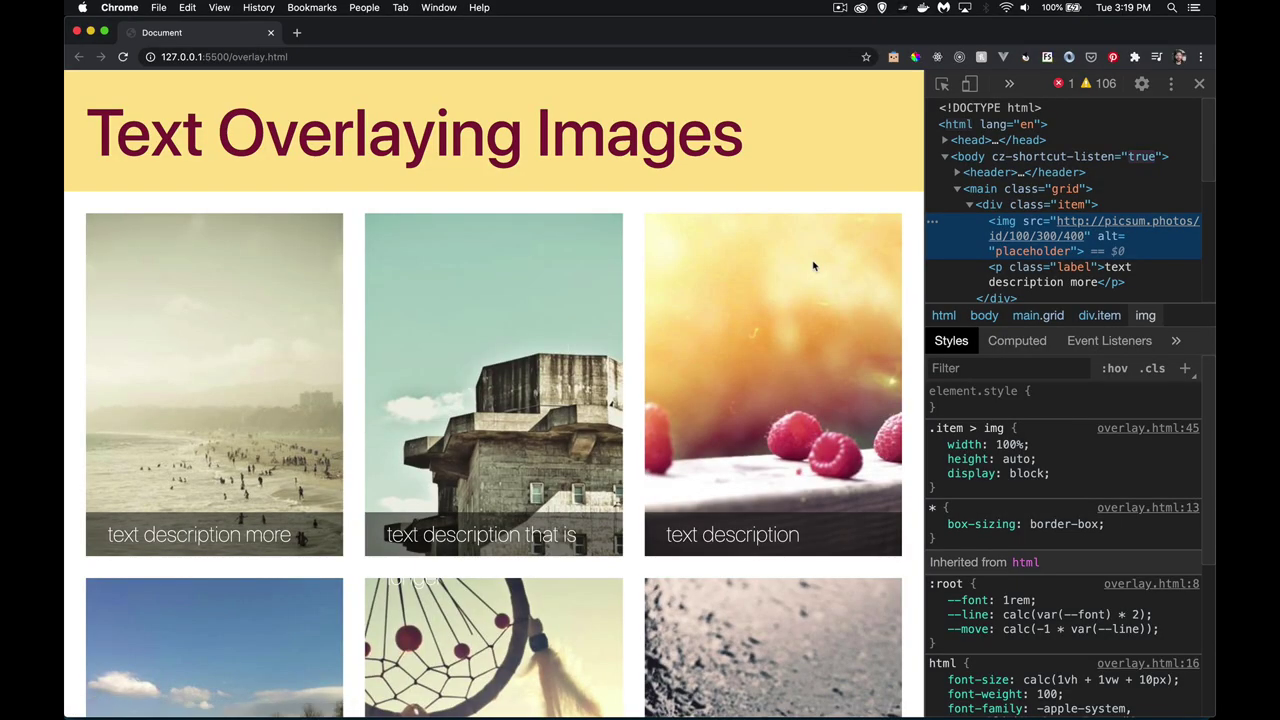 Chrome File Edit View History Bookmarks People Tab Window Help 100% Tue 3:19 PM
Document
127.0.0.1:5500/overlay.html
Text Overlaying Images
text description more
text description that is
longer
text description
1 106
<!DOCTYPE html>
<html lang="en">
<head>…</head>
<body cz-shortcut-listen="true">
<header>…</header>
<main class="grid">
<div class="item">
<img src="http://picsum.photos/
id/100/300/400" alt=
"placeholder"> == $0
<p class="label">text
description more</p>
</div>
html body main.grid div.item img
Styles Computed Event Listeners
Filter :hov .cls
element.style {
}
.item > img { overlay.html:45
width: 100%;
height: auto;
display: block;
}
* { overlay.html:13
box-sizing: border-box;
}
Inherited from html
:root { overlay.html:8
--font: 1rem;
--line: calc(var(--font) * 2);
--move: calc(-1 * var(--line));
}
html { overlay.html:16
font-size: calc(1vh + 1vw + 10px);
font-weight: 100;
font-family: -apple-system,